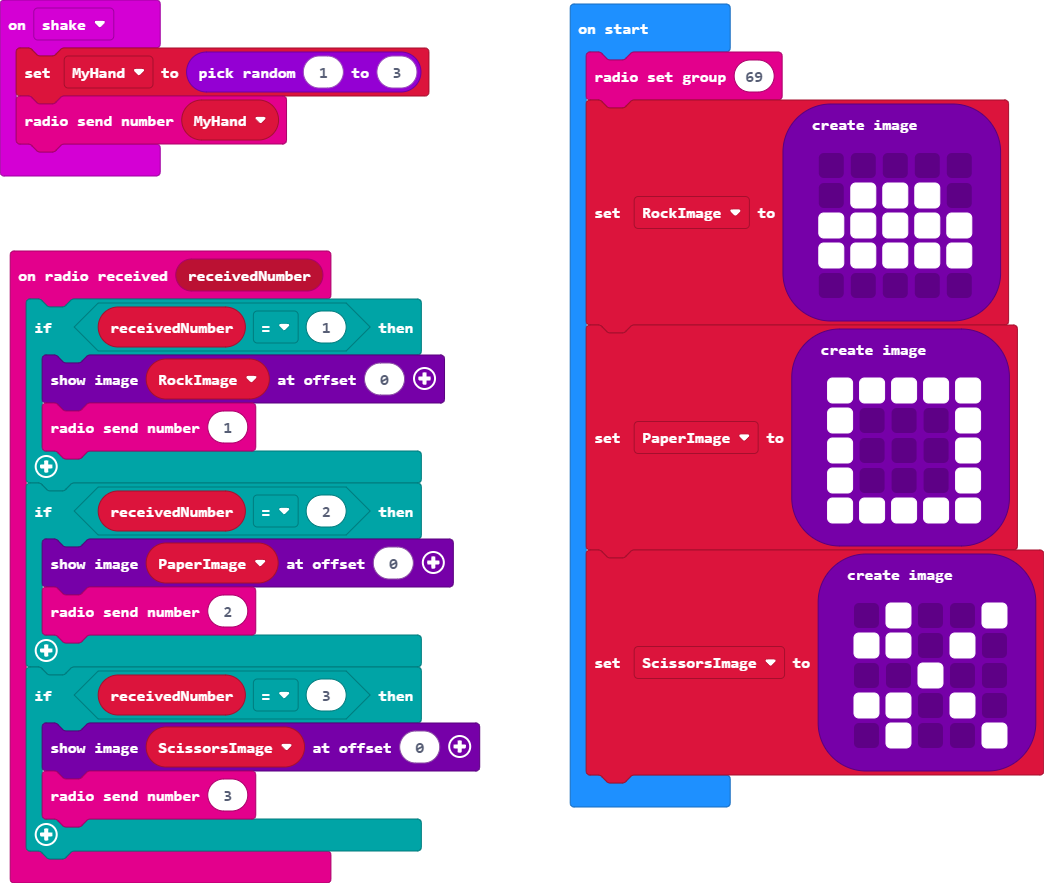 on shake
set MyHand to pick random 1 to 3
radio send number MyHand
on radio received receivedNumber
if receivedNumber = 1 then
show image RockImage at offset 0
radio send number 1
if receivedNumber = 2 then
show image PaperImage at offset 0
radio send number 2
if receivedNumber = 3 then
show image ScissorsImage at offset 0
radio send number 3
on start
radio set group 69
create image
set RockImage to
create image
set PaperImage to
create image
set ScissorsImage to